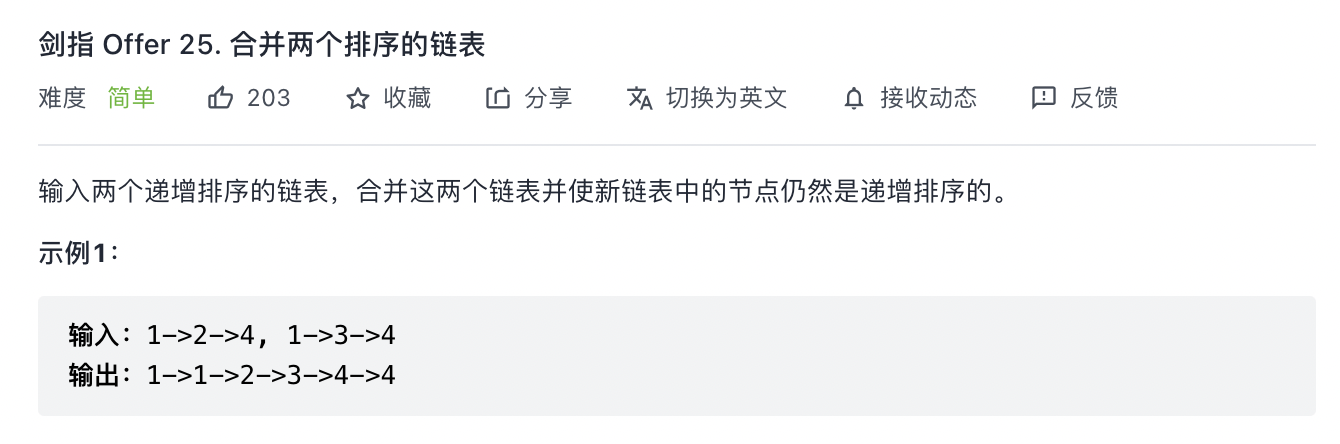 剑指 Offer 25. 合并两个排序的链表
难度 简单 203 收藏 分享 切换为英文 接收动态 反馈
输入两个递增排序的链表，合并这两个链表并使新链表中的节点仍然是递增排序的。
示例1：
输入：1->2->4, 1->3->4
输出：1->1->2->3->4->4